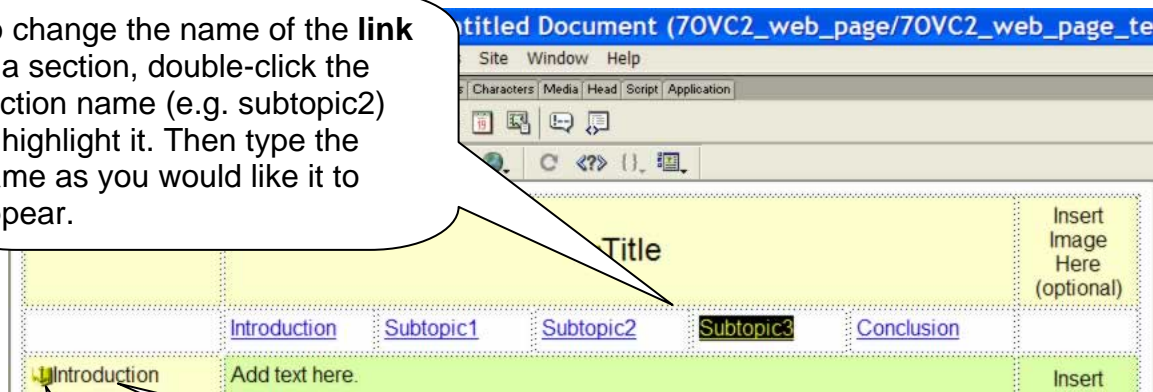 change the name of the link
a section, double-click the
ction name (e.g. subtopic2)
highlight it. Then type the
me as you would like it to
pear.
titled Document (7OVC2_web_page/7OVC2_web_page_te
Site Window Help
Characters Media Head Script Application
19
Title
Insert
Image
Here
(optional)
Introduction Subtopic1 Subtopic2 Subtopic3 Conclusion
Introduction Add text here. Insert